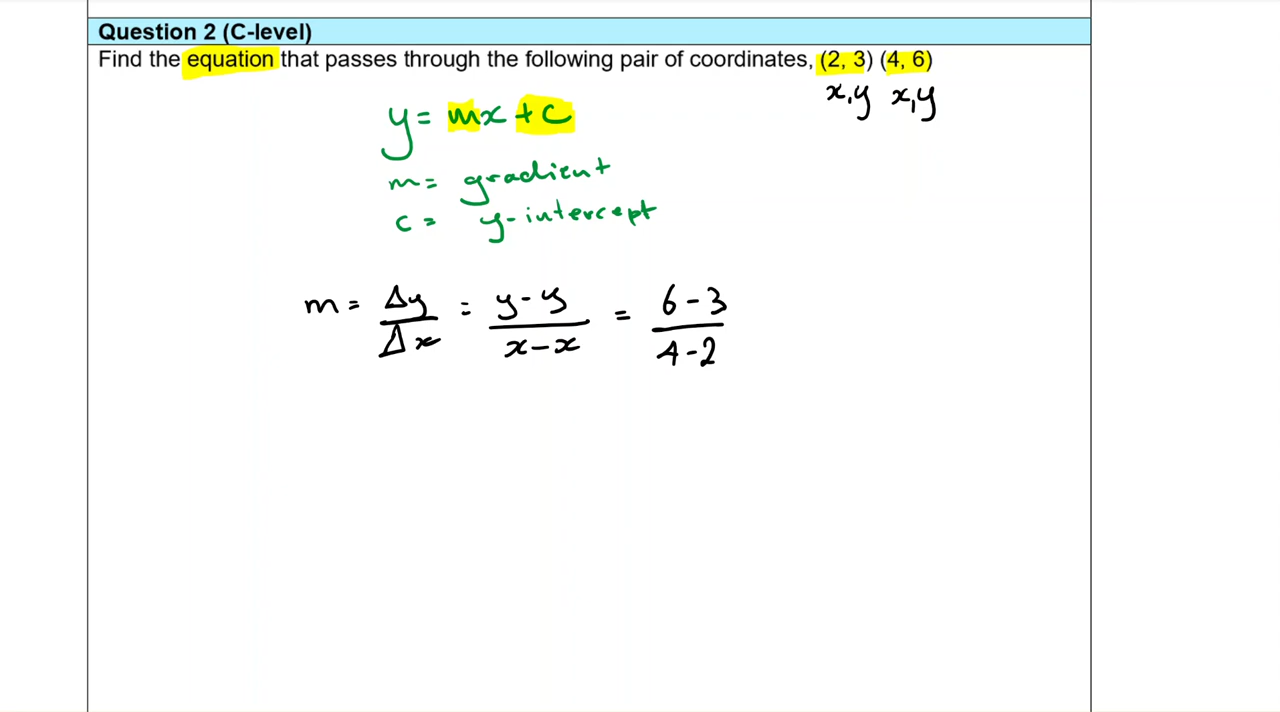 Question 2 (C-level)
Find the equation that passes through the following pair of coordinates, (2, 3) (4, 6)
x,y x,y
y = mx + c
m = gradient
c = y-intercept
m = Δy/Δx = y-y/x-x = 6-3/4-2